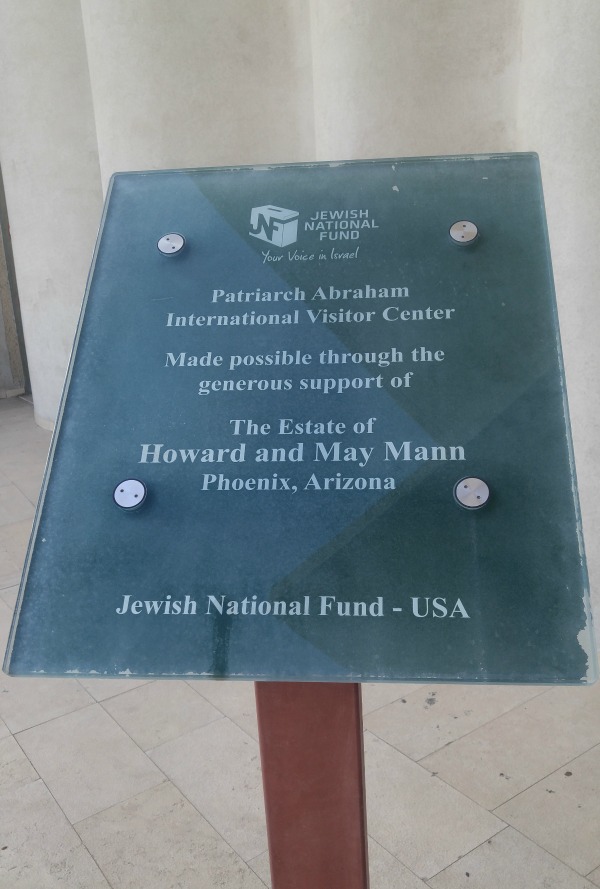 JNF
JEWISH
NATIONAL
FUND
Your Voice in Israel
Patriarch Abraham
International Visitor Center
Made possible through the
generous support of
The Estate of
Howard and May Mann
Phoenix, Arizona
Jewish National Fund - USA